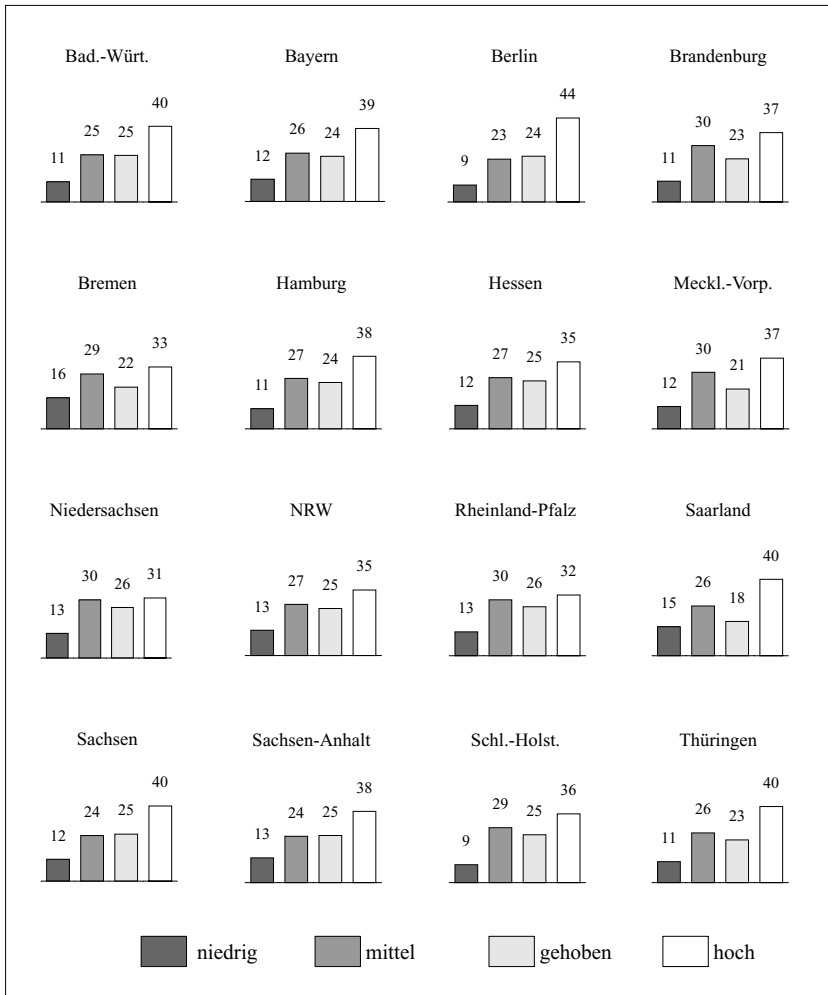 Bad.-Würt. Bayern Berlin Brandenburg
11 25 25 40 12 26 24 39 9 23 24 44 11 30 23 37
Bremen Hamburg Hessen Meckl.-Vorp.
16 29 22 33 11 27 24 38 12 27 25 35 12 30 21 37
Niedersachsen NRW Rheinland-Pfalz Saarland
13 30 26 31 13 27 25 35 13 30 26 32 15 26 18 40
Sachsen Sachsen-Anhalt Schl.-Holst. Thüringen
12 24 25 40 13 24 25 38 9 29 25 36 11 26 23 40
niedrig mittel gehoben hoch